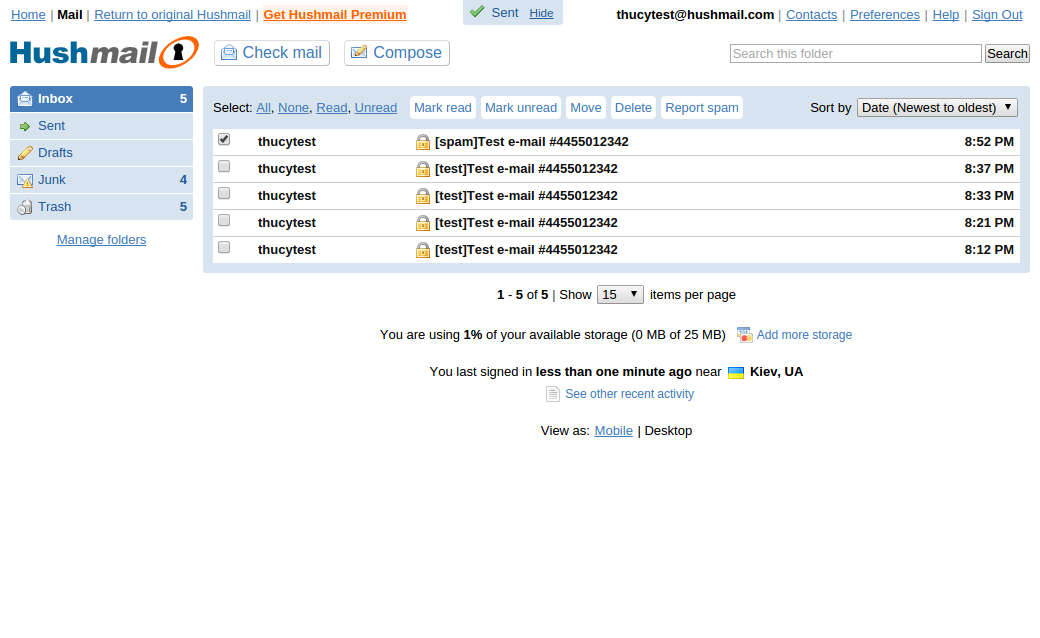 Home | Mail | Return to original Hushmail | Get Hushmail Premium
Sent Hide
thucytest@hushmail.com | Contacts | Preferences | Help | Sign Out
Hushmail
Check mail
Compose
Search this folder
Search
Inbox 5
Sent
Drafts
Junk 4
Trash 5
Manage folders
Select: All, None, Read, Unread Mark read Mark unread Move Delete Report spam Sort by Date (Newest to oldest)
thucytest [spam]Test e-mail #4455012342 8:52 PM
thucytest [test]Test e-mail #4455012342 8:37 PM
thucytest [test]Test e-mail #4455012342 8:33 PM
thucytest [test]Test e-mail #4455012342 8:21 PM
thucytest [test]Test e-mail #4455012342 8:12 PM
1 - 5 of 5 | Show 15 items per page
You are using 1% of your available storage (0 MB of 25 MB) Add more storage
You last signed in less than one minute ago near Kiev, UA
See other recent activity
View as: Mobile | Desktop